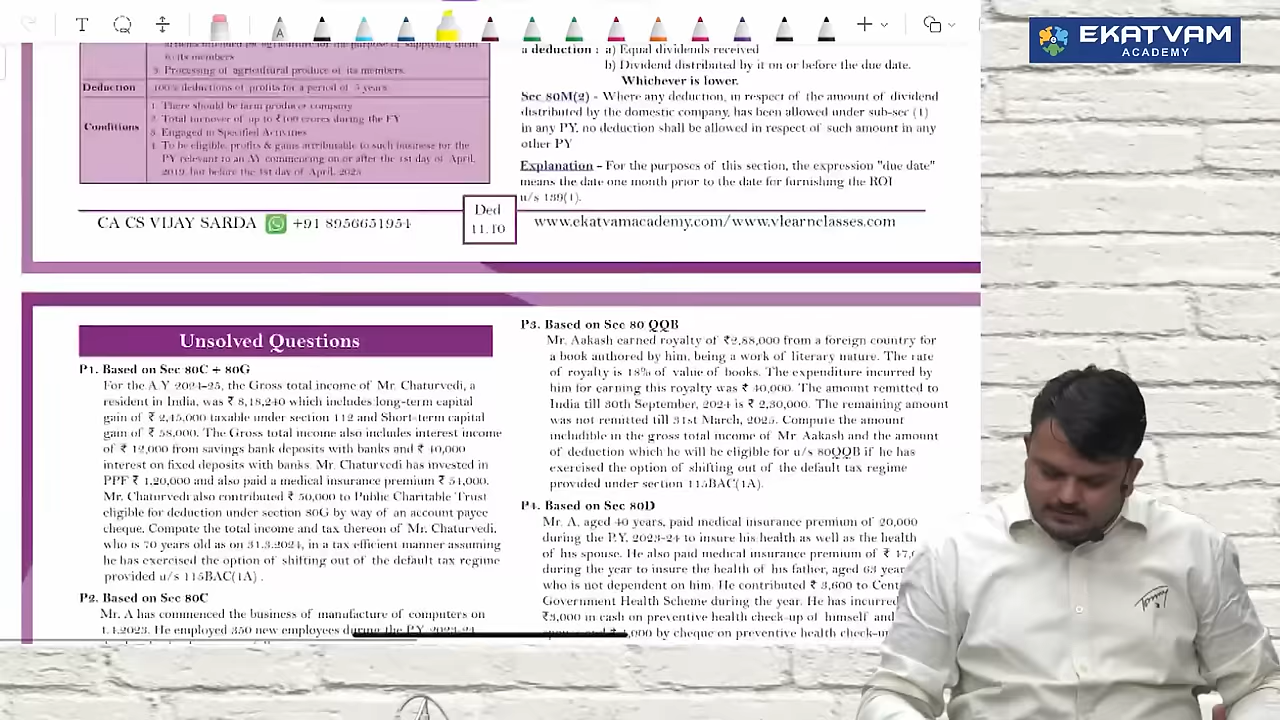 EKATVAM
ACADEMY
its members
3. Processing of agricultural produce of its members.
Deduction
100% deductions of profits for a period of 5 years
Conditions
1. There should be farm producer company
2. Total turnover of up to ₹100 crores during the FY
3. Engaged in Specified Activities
4. To be eligible, profits & gains attributable to such business for the
PY relevant to an AY commencing on or after the 1st day of April,
2019, but before the 1st day of April, 2025
a deduction : a) Equal dividends received
b) Dividend distributed by it on or before the due date.
Whichever is lower.
Sec 80M(2) - Where any deduction, in respect of the amount of dividend
distributed by the domestic company, has been allowed under sub-sec (1)
in any PY, no deduction shall be allowed in respect of such amount in any
other PY
Explanation - For the purposes of this section, the expression "due date"
means the date one month prior to the date for furnishing the ROI
u/s 139(1).
CA CS VIJAY SARDA +91 8956651954
Ded
11.10
www.ekatvamacademy.com/www.vlearnclasses.com
Unsolved Questions
P1. Based on Sec 80C + 80G
For the A.Y 2024-25, the Gross total income of Mr. Chaturvedi, a
resident in India, was ₹ 8,18,240 which includes long-term capital
gain of ₹ 2,45,000 taxable under section 112 and Short-term capital
gain of ₹ 58,000. The Gross total income also includes interest income
of ₹ 12,000 from savings bank deposits with banks and ₹ 40,000
interest on fixed deposits with banks. Mr. Chaturvedi has invested in
PPF ₹ 1,20,000 and also paid a medical insurance premium ₹ 51,000.
Mr. Chaturvedi also contributed ₹ 50,000 to Public Charitable Trust
eligible for deduction under section 80G by way of an account payee
cheque. Compute the total income and tax thereon of Mr. Chaturvedi,
who is 70 years old as on 31.3.2024, in a tax efficient manner assuming
he has exercised the option of shifting out of the default tax regime
provided u/s 115BAC(1A) .
P2. Based on Sec 80C
Mr. A has commenced the business of manufacture of computers on
1.4.2023. He employed 350 new employees during the P.Y. 2023-24
P3. Based on Sec 80 QQB
Mr. Aakash earned royalty of ₹2,88,000 from a foreign country for
a book authored by him, being a work of literary nature. The rate
of royalty is 18% of value of books. The expenditure incurred by
him for earning this royalty was ₹ 40,000. The amount remitted to
India till 30th September, 2024 is ₹ 2,30,000. The remaining amount
was not remitted till 31st March, 2025. Compute the amount
includible in the gross total income of Mr. Aakash and the amount
of deduction which he will be eligible for u/s 80QQB if he has
exercised the option of shifting out of the default tax regime
provided under section 115BAC(1A).
P4. Based on Sec 80D
Mr. A, aged 40 years, paid medical insurance premium of 20,000
during the P.Y. 2023-24 to insure his health as well as the health
of his spouse. He also paid medical insurance premium of ₹ 47,
during the year to insure the health of his father, aged 63 year
who is not dependent on him. He contributed ₹ 3,600 to Cent
Government Health Scheme during the year. He has incurred
₹3,000 in cash on preventive health check-up of himself and
,000 by cheque on preventive health check-u